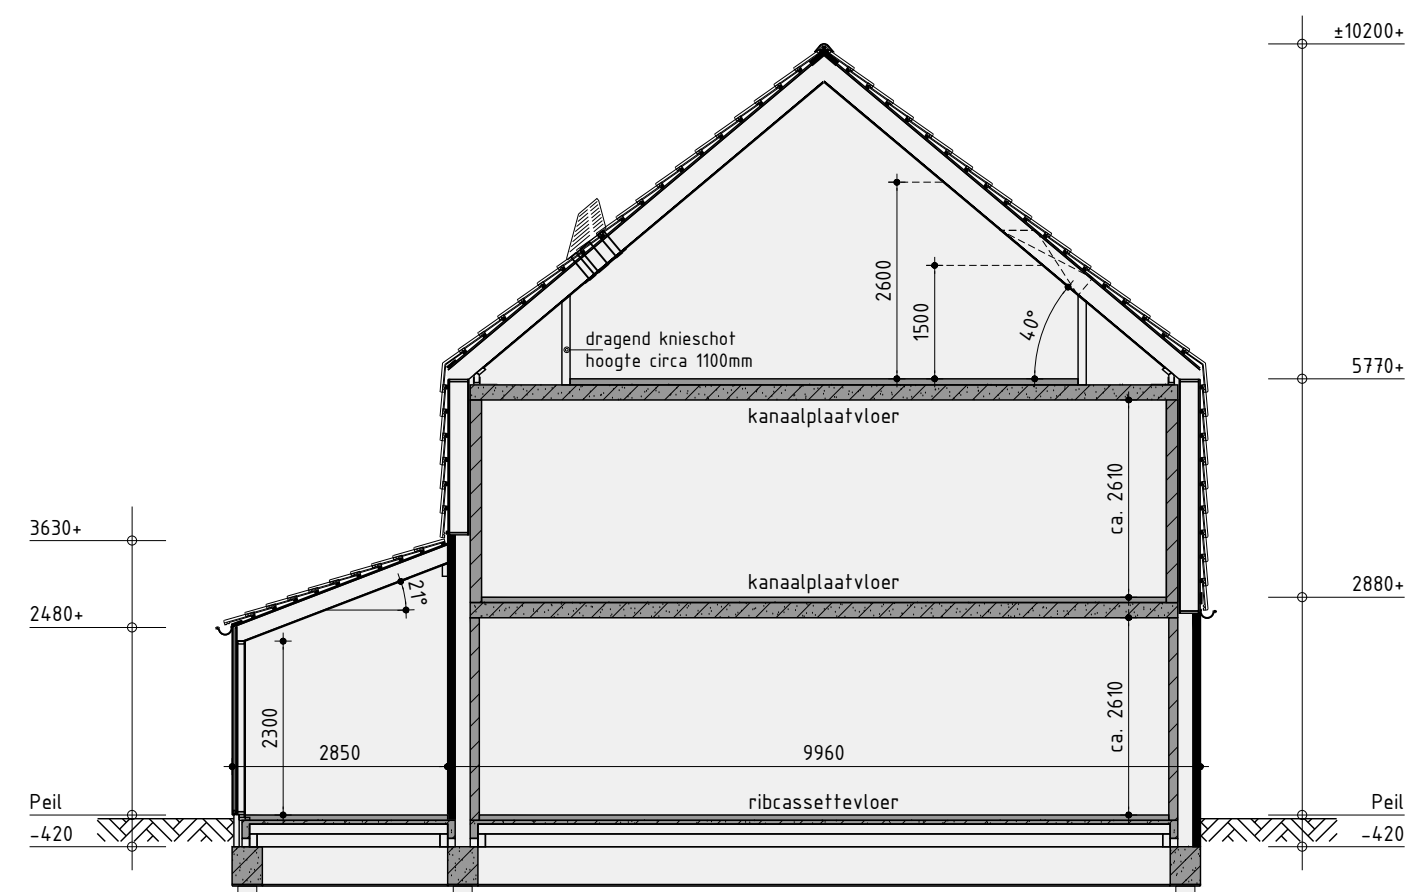 ±10200+
2600
1500
40°
dragend knieschot
hoogte circa 1100mm
5770+
kanaalplaatvloer
ca. 2610
3630+
kanaalplaatvloer
2880+
21°
2480+
2300
ca. 2610
2850
9960
Peil
ribcassettevloer
Peil
-420
-420